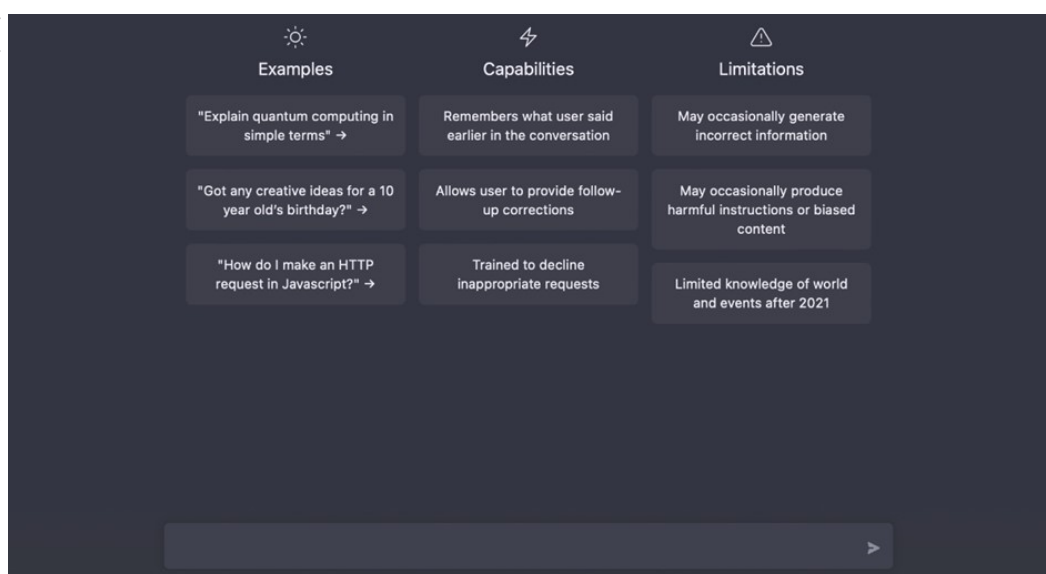 Examples
"Explain quantum computing in
simple terms" →
"Got any creative ideas for a 10
year old's birthday?" →
"How do I make an HTTP
request in Javascript?" →
Capabilities
Remembers what user said
earlier in the conversation
Allows user to provide follow-
up corrections
Trained to decline
inappropriate requests
Limitations
May occasionally generate
incorrect information
May occasionally produce
harmful instructions or biased
content
Limited knowledge of world
and events after 2021